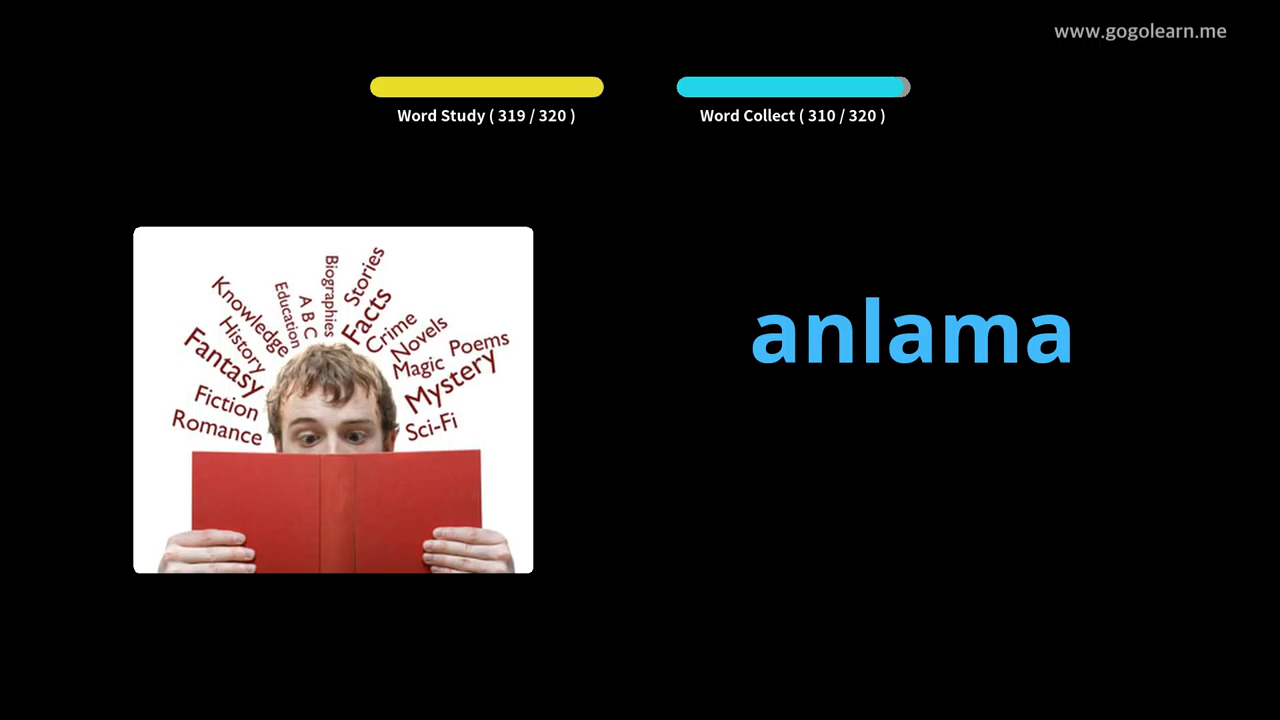 www.gogolearn.me
Word Study ( 319 / 320 )
Word Collect ( 310 / 320 )
Biographies
Stories
Education
A B C
Facts
Knowledge
Crime
History
Novels
Poems
Fantasy
Magic
Mystery
Fiction
Romance
Sci-Fi
anlama